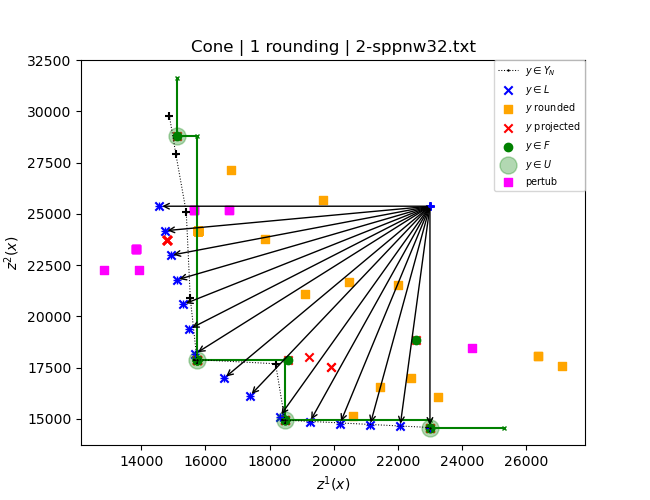 Cone | 1 rounding | 2-sppnw32.txt
32500
30000
27500
25000
22500
20000
17500
15000
z²(x)
y ∈ Y_N
y ∈ L
y rounded
y projected
y ∈ F
y ∈ U
pertub
14000 16000 18000 20000 22000 24000 26000
z¹(x)